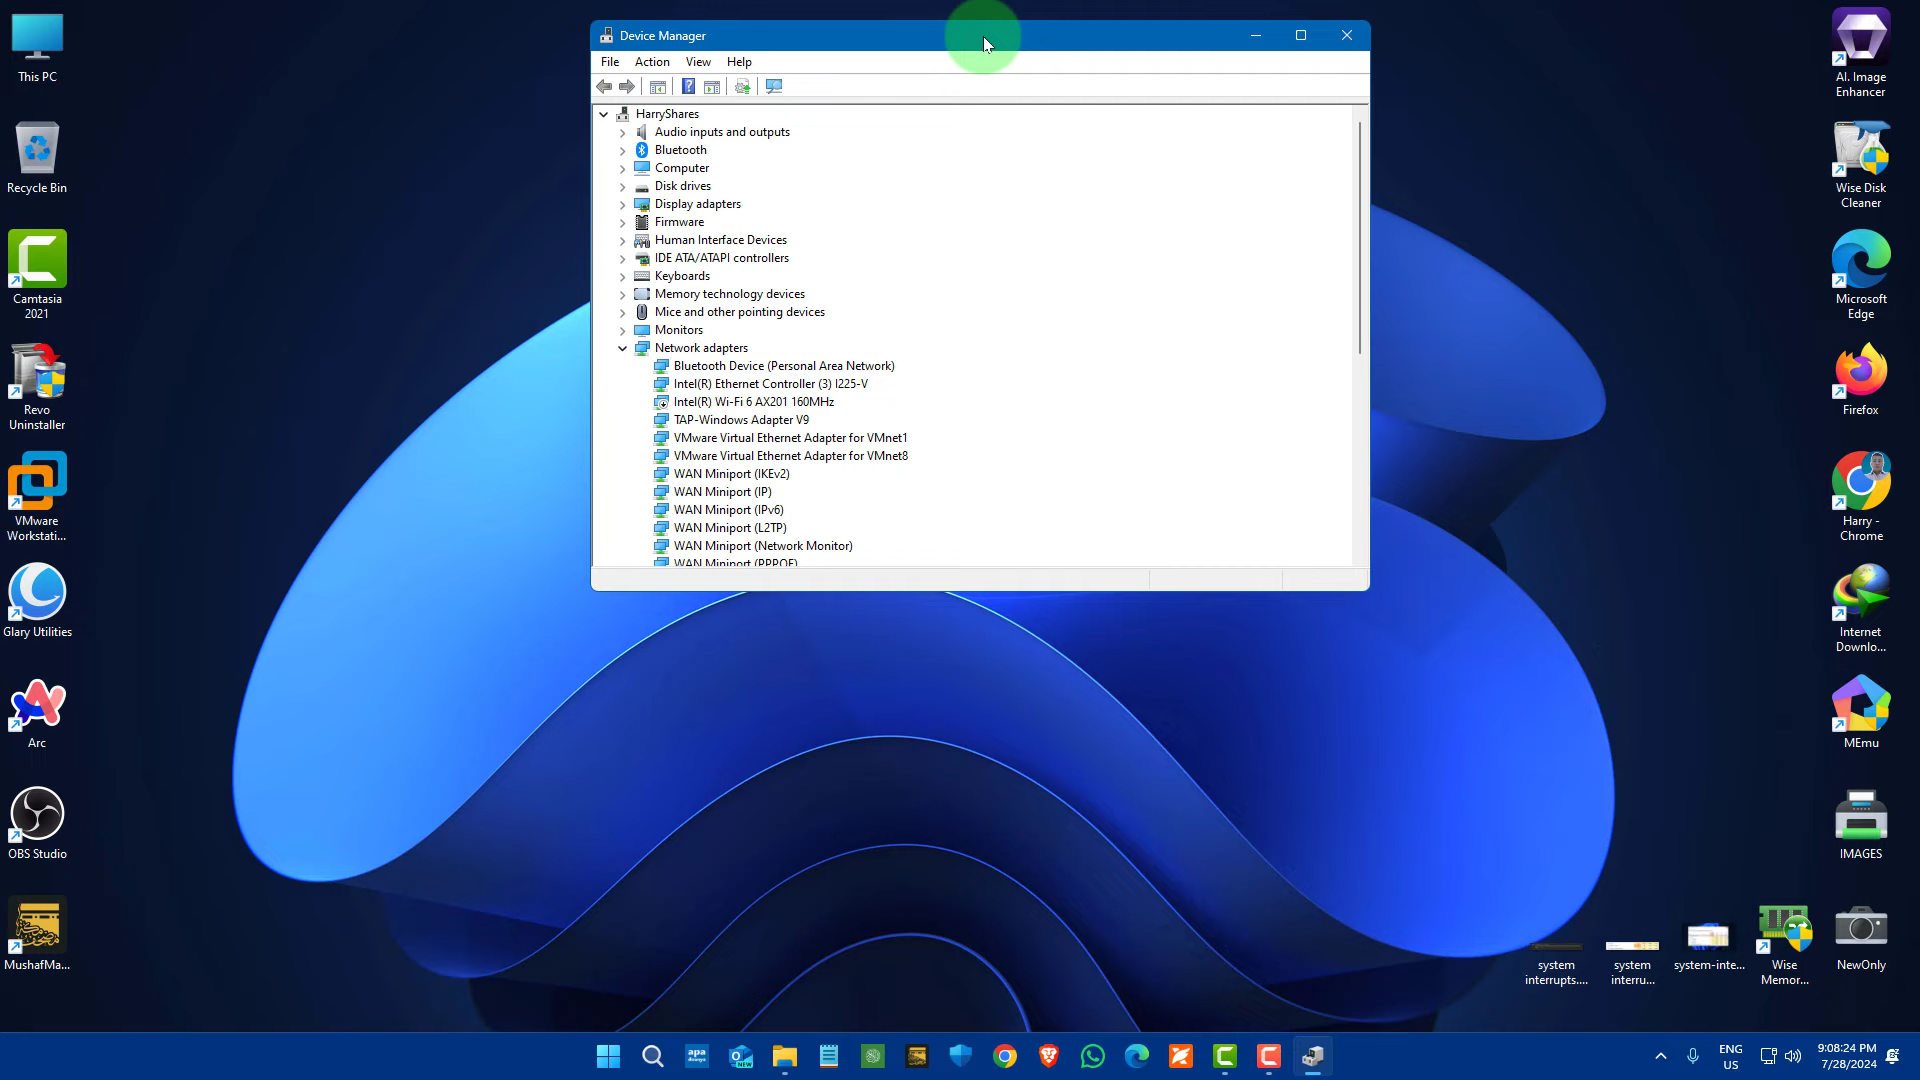 This PC
Recycle Bin
Camtasia
2021
Revo
Uninstaller
VMware
Workstati...
Glary Utilities
Arc
OBS Studio
MushafMa...
Device Manager
File Action View Help
HarryShares
Audio inputs and outputs
Bluetooth
Computer
Disk drives
Display adapters
Firmware
Human Interface Devices
IDE ATA/ATAPI controllers
Keyboards
Memory technology devices
Mice and other pointing devices
Monitors
Network adapters
Bluetooth Device (Personal Area Network)
Intel(R) Ethernet Controller (3) I225-V
Intel(R) Wi-Fi 6 AX201 160MHz
TAP-Windows Adapter V9
VMware Virtual Ethernet Adapter for VMnet1
VMware Virtual Ethernet Adapter for VMnet8
WAN Miniport (IKEv2)
WAN Miniport (IP)
WAN Miniport (IPv6)
WAN Miniport (L2TP)
WAN Miniport (Network Monitor)
WAN Miniport (PPPOE)
AI. Image
Enhancer
Wise Disk
Cleaner
Microsoft
Edge
Firefox
Harry -
Chrome
Internet
Downlo...
MEmu
IMAGES
system
interrupts....
system
interru...
system-inte...
Wise
Memor...
NewOnly
apa
NEW
ENG
US
9:08:24 PM
7/28/2024